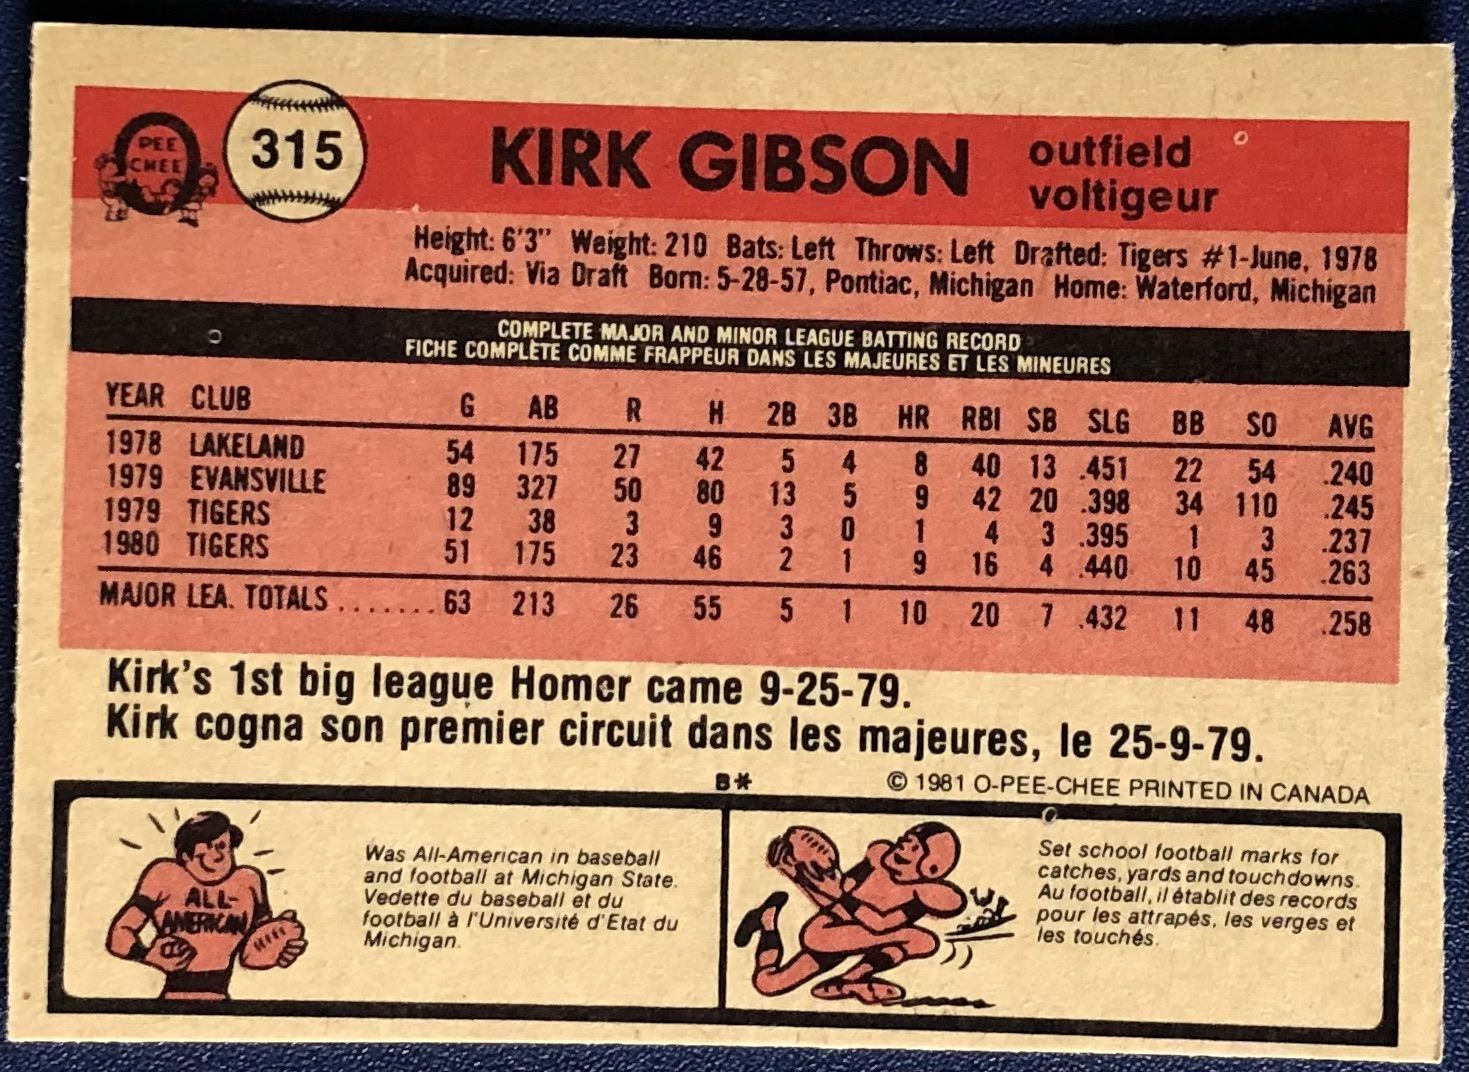 PEE
CHEE
315
KIRK GIBSON
outfield
voltigeur
Height: 6'3" Weight: 210 Bats: Left Throws: Left Drafted: Tigers #1-June, 1978
Acquired: Via Draft Born: 5-28-57, Pontiac, Michigan Home: Waterford, Michigan
COMPLETE MAJOR AND MINOR LEAGUE BATTING RECORD
FICHE COMPLÈTE COMME FRAPPEUR DANS LES MAJEURES ET LES MINEURES
YEAR CLUB G AB R H 2B 3B HR RBI SB SLG BB SO AVG
1978 LAKELAND 54 175 27 42 5 4 8 40 13 .451 22 54 .240
1979 EVANSVILLE 89 327 50 80 13 5 9 42 20 .398 34 110 .245
1979 TIGERS 12 38 3 9 3 0 1 4 3 .395 1 3 .237
1980 TIGERS 51 175 23 46 2 1 9 16 4 .440 10 45 .263
MAJOR LEA. TOTALS ....... 63 213 26 55 5 1 10 20 7 .432 11 48 .258
Kirk's 1st big league Homer came 9-25-79.
Kirk cogna son premier circuit dans les majeures, le 25-9-79.
B* © 1981 O-PEE-CHEE PRINTED IN CANADA
ALL-
AMERICAN
Was All-American in baseball
and football at Michigan State.
Vedette du baseball et du
football à l'Université d'Etat du
Michigan.
Set school football marks for
catches, yards and touchdowns.
Au football, il établit des records
pour les attrapés, les verges et
les touchés.